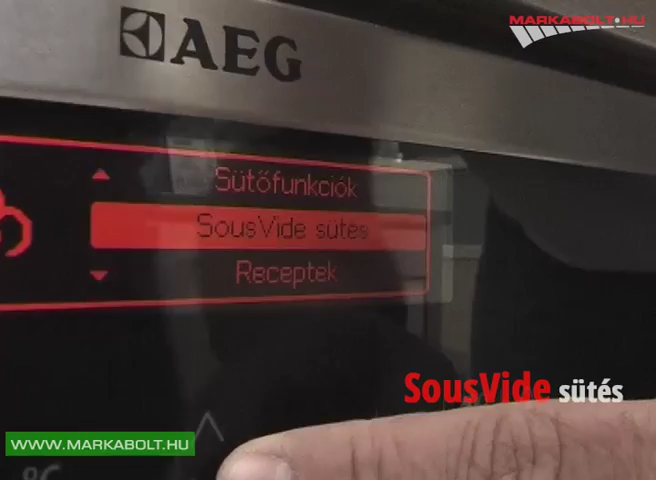 MARKABOLT.HU
AEG
Sütőfunkciók
SousVide sütés
Receptek
SousVide sütés
WWW.MARKABOLT.HU
°C